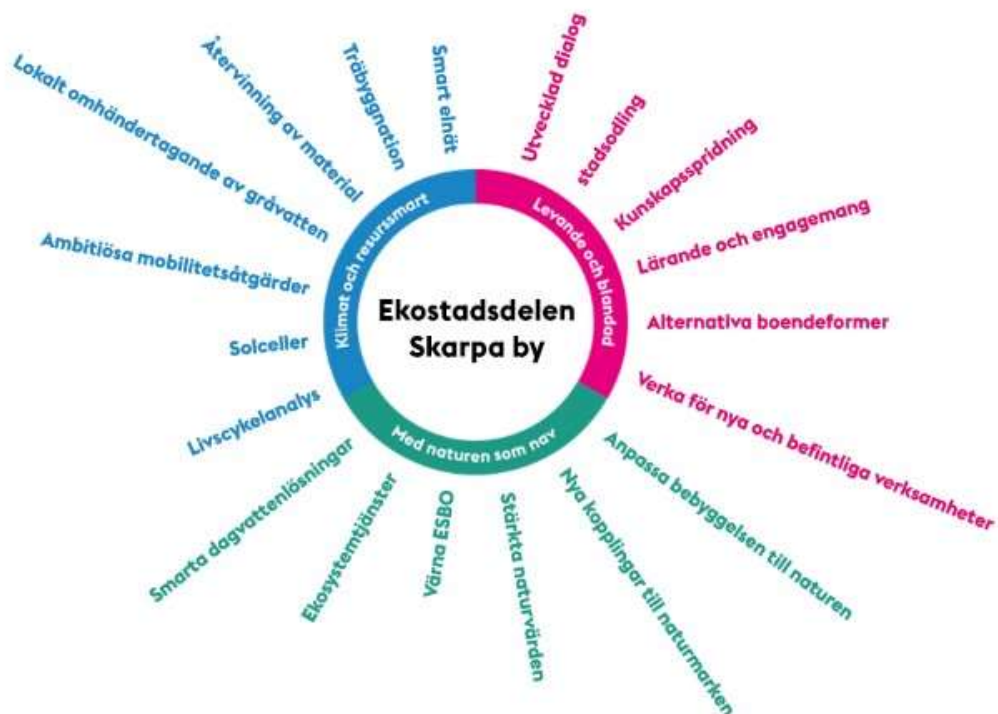 Ekostadsdelen
Skarpa by
Klimat och resurssmart
Levande och blandad
Med naturen som nav
Utvecklad dialog
stadsodling
Kunskapsspridning
Lärande och engagemang
Alternativa boendeformer
Verka för nya och befintliga verksamheter
Anpassa bebyggelsen till naturen
Nya kopplingar till naturmarken
Stärkta naturvärden
Värna ESBO
Ekosystemtjänster
Smarta dagvattenlösningar
Livscykelanalys
Solceller
Ambitiösa mobilitetsåtgärder
Lokalt omhändertagande av gråvatten
Återvinning av material
Träbyggnation
Smart elnät